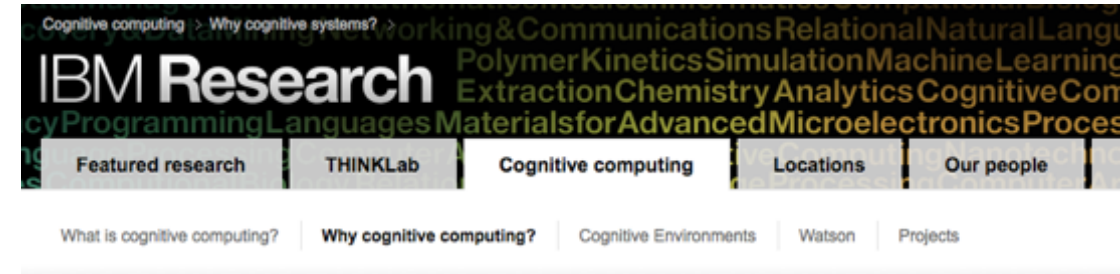 Cognitive computing > Why cognitive systems? >
Networking&CommunicationsRelationalNaturalLangu
PolymerKineticsSimulationMachineLearning
IBM Research
ExtractionChemistryAnalyticsCognitiveCom
cyProgrammingLanguagesMaterialsforAdvancedMicroelectronicsProces
Featured research THINKLab Cognitive computing Locations Our people
What is cognitive computing? Why cognitive computing? Cognitive Environments Watson Projects